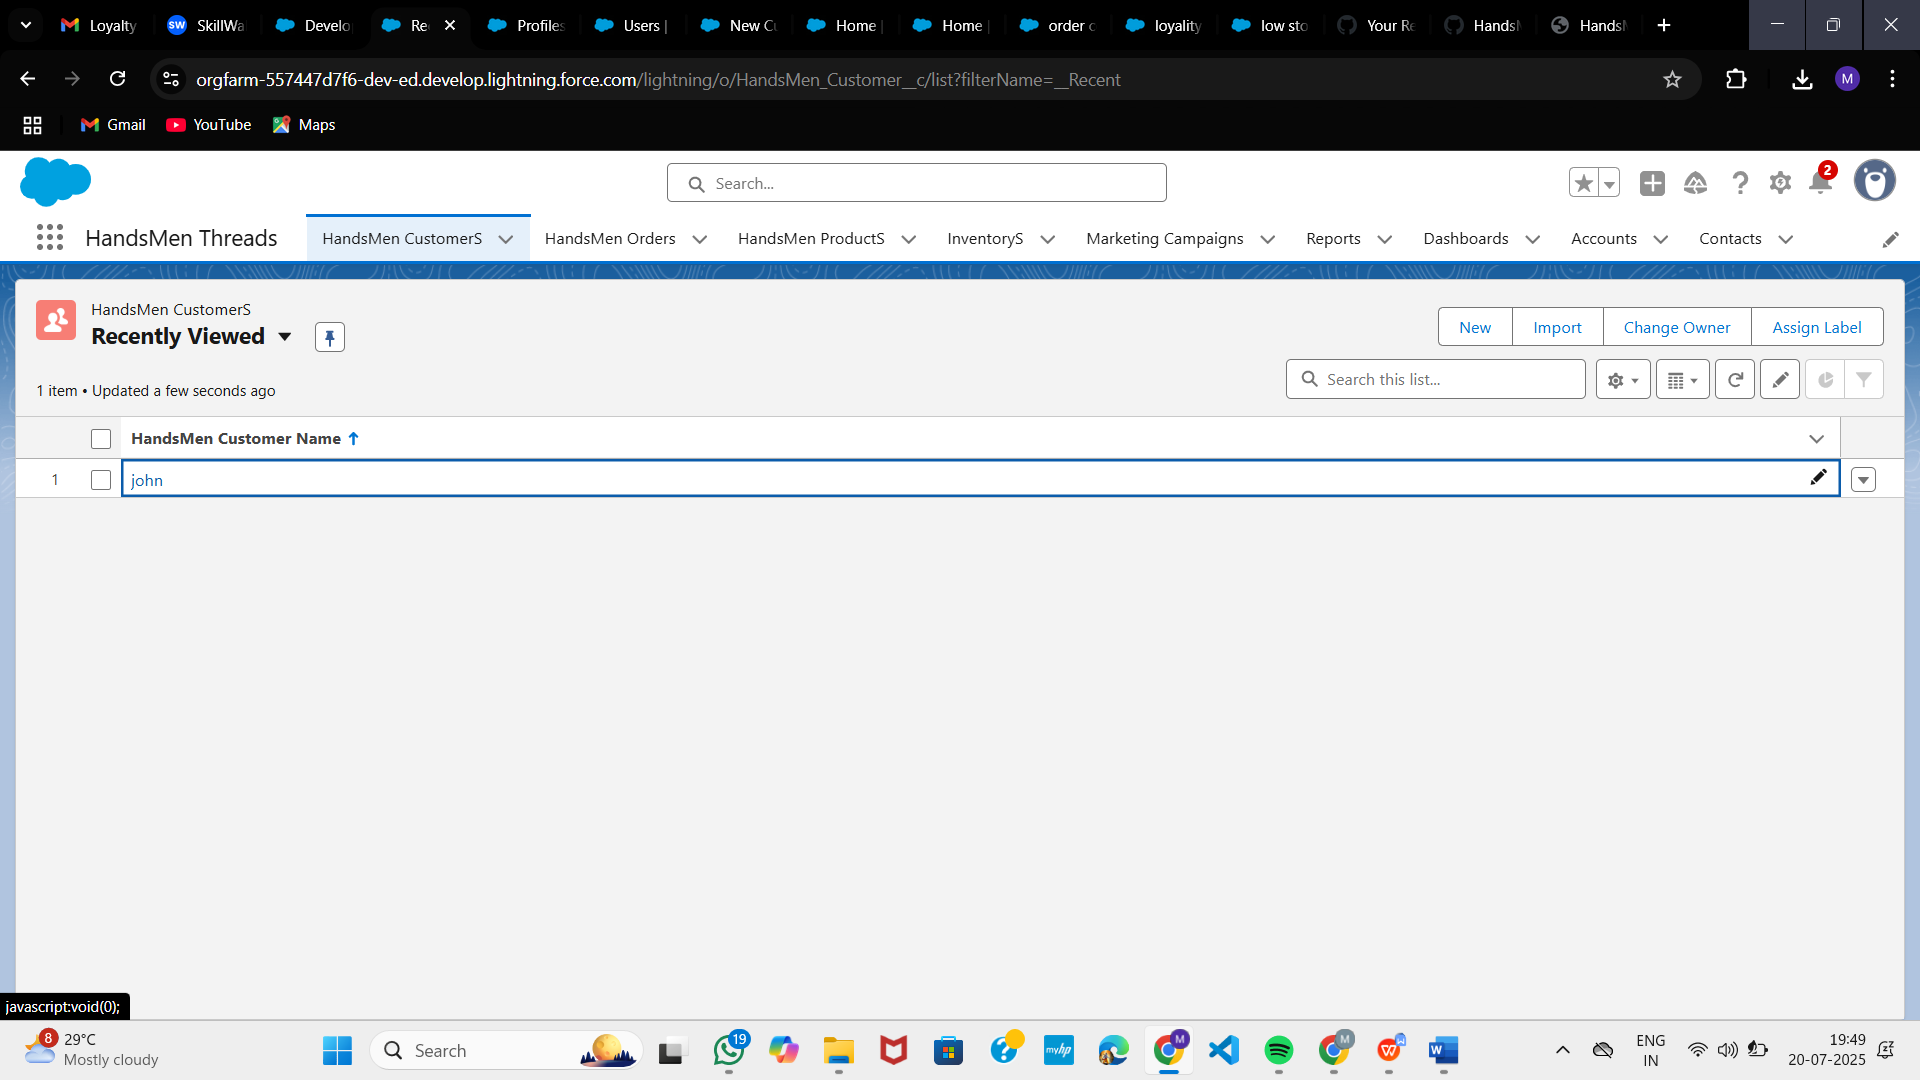 Loyalty
SkillWa
Develo
Re
Profiles
Users |
New Cu
Home |
Home |
order c
loyality
low sto
Your Re
HandsM
HandsM
orgfarm-557447d7f6-dev-ed.develop.lightning.force.com/lightning/o/HandsMen_Customer__c/list?filterName=__Recent
M
Gmail
YouTube
Maps
Search...
2
HandsMen Threads
HandsMen CustomerS
HandsMen Orders
HandsMen ProductS
InventoryS
Marketing Campaigns
Reports
Dashboards
Accounts
Contacts
HandsMen CustomerS
Recently Viewed
New
Import
Change Owner
Assign Label
1 item • Updated a few seconds ago
Search this list...
HandsMen Customer Name
1
john
javascript:void(0);
8
29°C
Mostly cloudy
Search
19
myhp
M
M
W
W
ENG
IN
19:49
20-07-2025